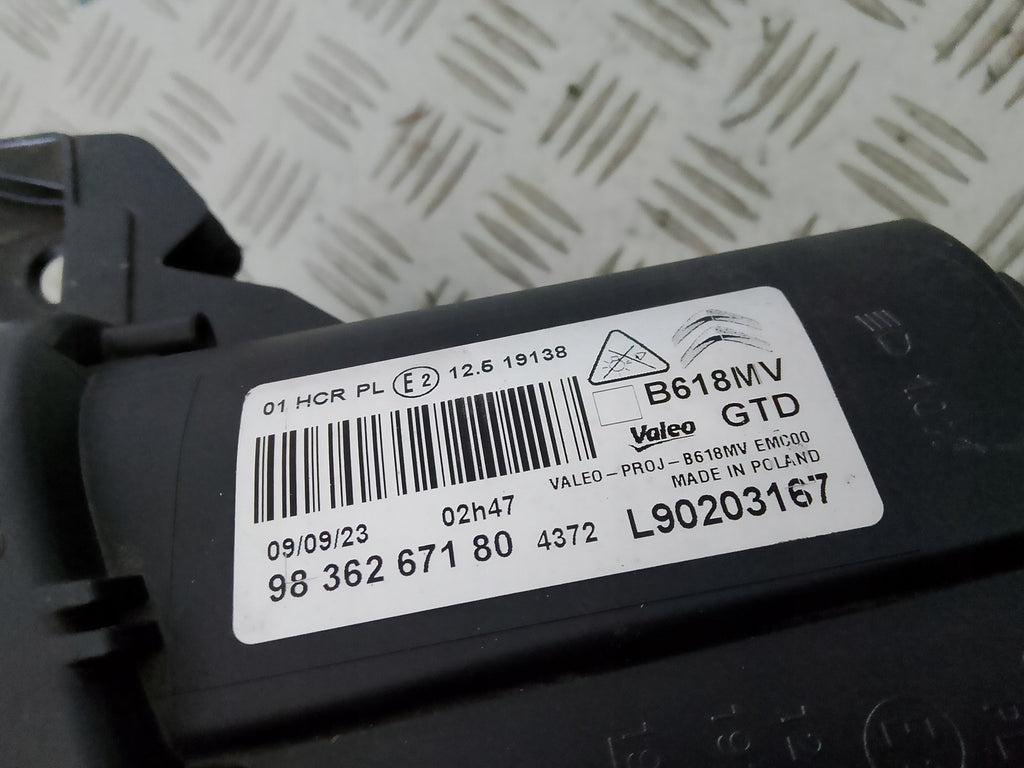 01 HCR PL E2 12.5 19138
B618MV
GTD
Valeo
VALEO-PROJ-B618MV EMC00
MADE IN POLAND
09/09/23 02h47
98 362 671 80 4372 L90203167